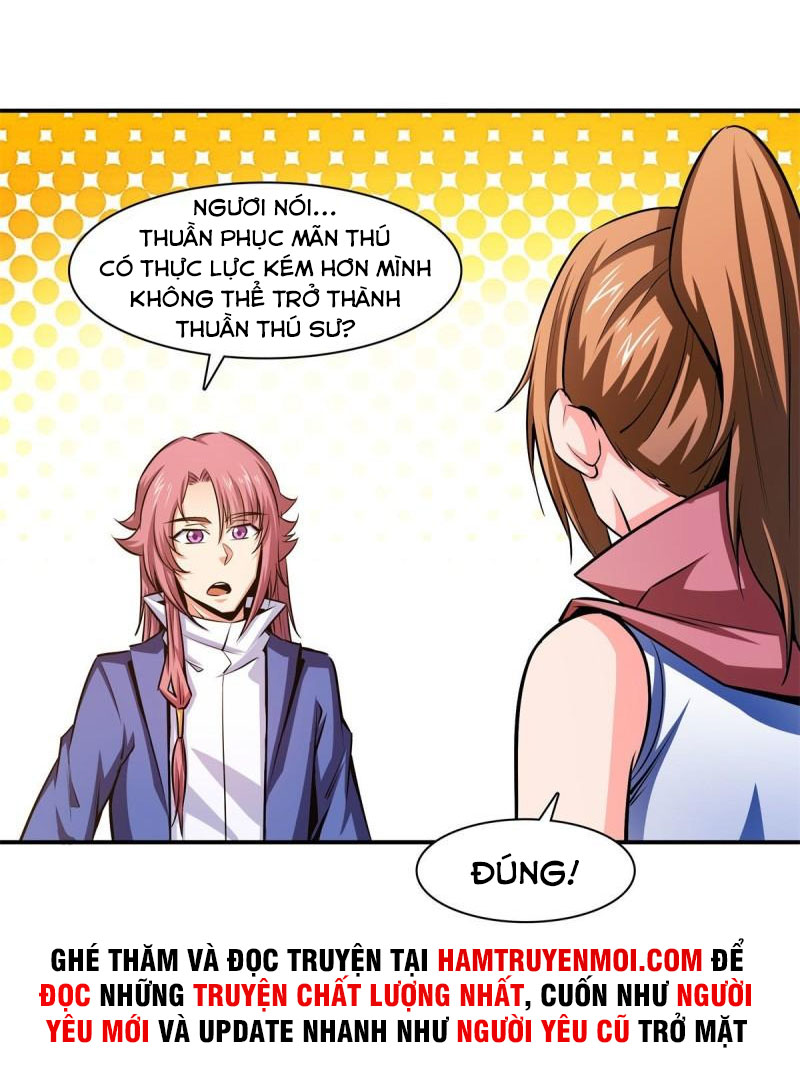 NGƯƠI NÓI...
THUẦN PHỤC MÃN THÚ
CÓ THỰC LỰC KÉM HƠN MÌNH
KHÔNG THỂ TRỞ THÀNH
THUẦN THÚ SƯ?
ĐÚNG!
GHÉ THĂM VÀ ĐỌC TRUYỆN TẠI HAMTRUYENMOI.COM ĐỂ
ĐỌC NHỮNG TRUYỆN CHẤT LƯỢNG NHẤT, CUỐN NHƯ NGƯỜI
YÊU MỚI VÀ UPDATE NHANH NHƯ NGƯỜI YÊU CŨ TRỞ MẶT